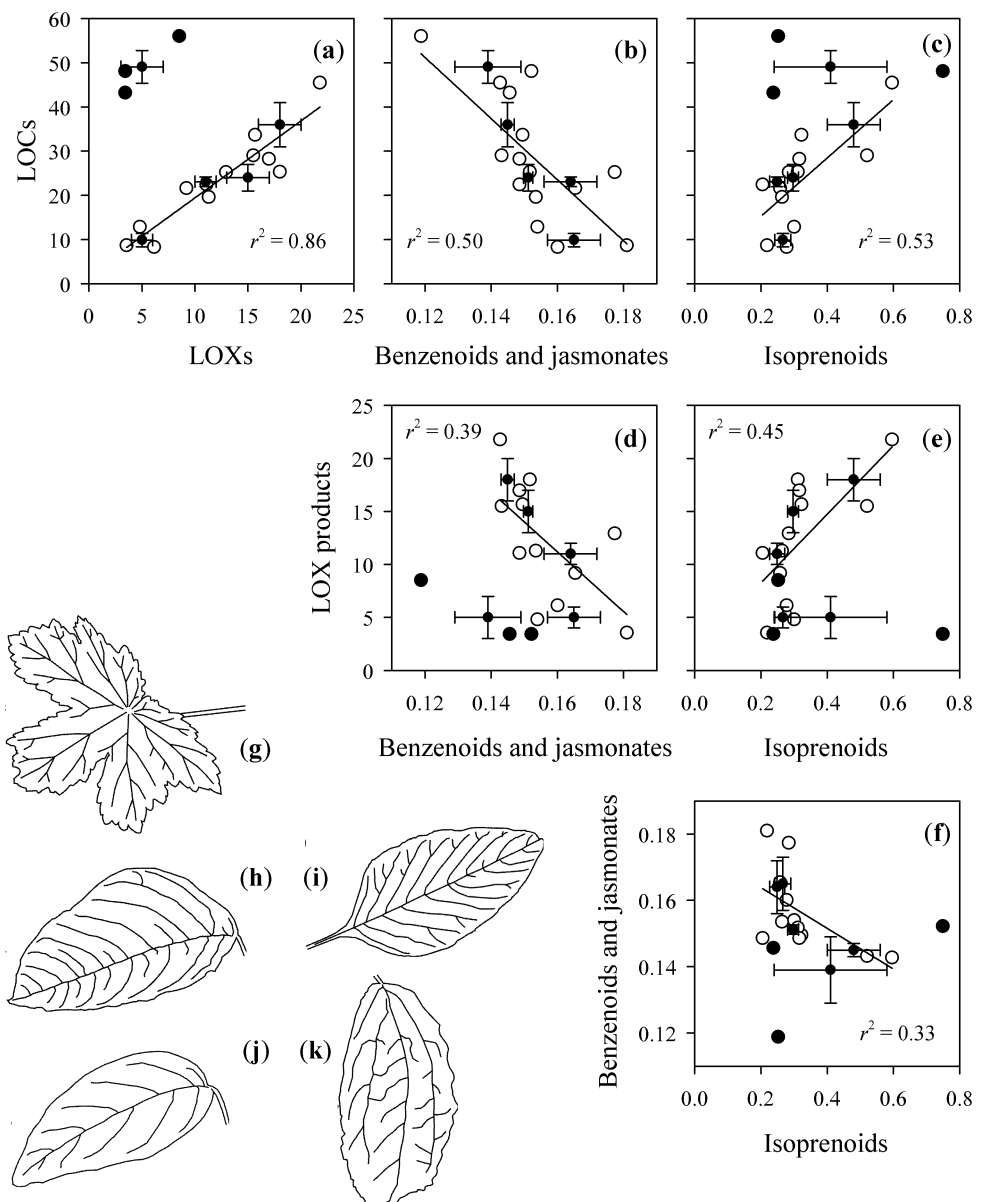 60
50
40
30
20
10
0
LOCs
(a)
r² = 0.86
0 5 10 15 20 25
LOXs
(b)
r² = 0.50
0.12 0.14 0.16 0.18
Benzenoids and jasmonates
(c)
r² = 0.53
0.0 0.2 0.4 0.6 0.8
Isoprenoids
25
20
15
10
5
0
LOX products
r² = 0.39
(d)
0.12 0.14 0.16 0.18
Benzenoids and jasmonates
r² = 0.45
(e)
0.0 0.2 0.4 0.6 0.8
Isoprenoids
0.18
0.16
0.14
0.12
Benzenoids and jasmonates
(f)
r² = 0.33
0.0 0.2 0.4 0.6 0.8
Isoprenoids
(g)
(h)
(i)
(j)
(k)